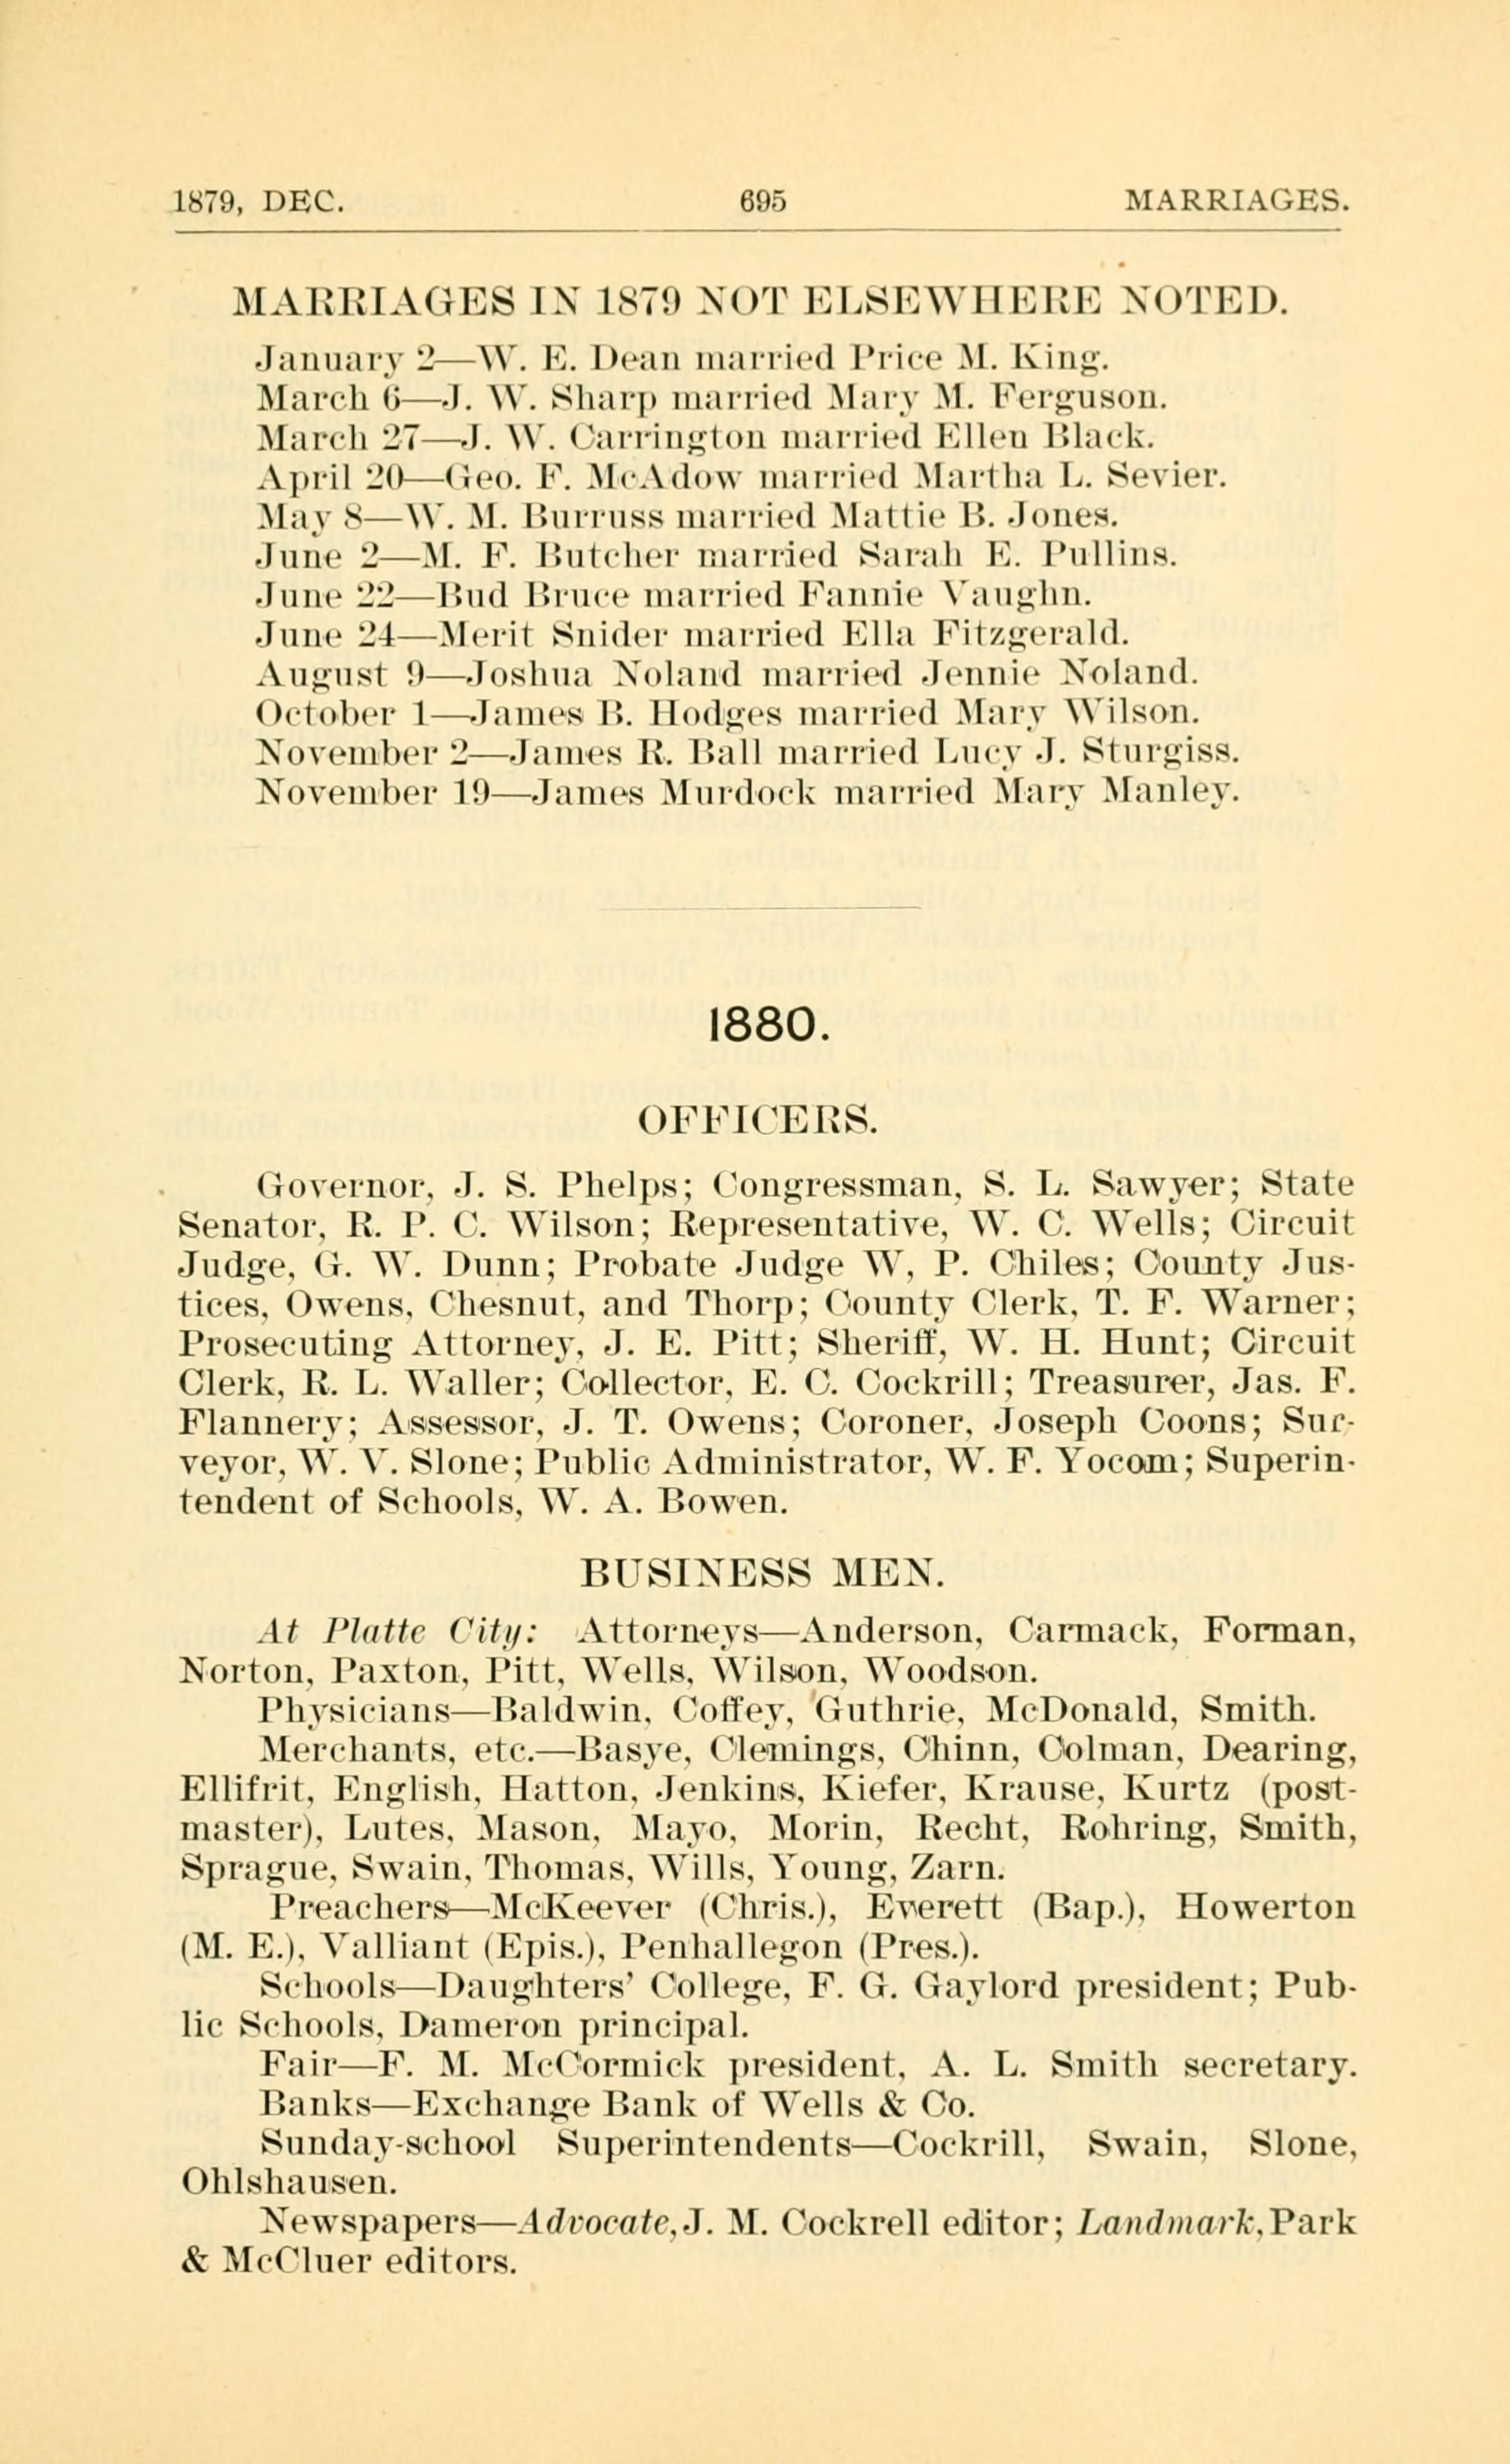 1879, DEC. 695 MARRIAGES.
MARRIAGES IN 1879 NOT ELSEWHERE NOTED.
January 2—W. E. Dean married Price M. King.
March 6—J. W. Sharp married Mary M. Ferguson.
March 27—J. W. Carrington married Ellen Black.
April 20—Geo. F. McAdow married Martha L. Sevier.
May 8—W. M. Burruss married Mattie B. Jones.
June 2—M. F. Butcher married Sarah E. Pullins.
June 22—Bud Bruce married Fannie Vaughn.
June 24—Merit Snider married Ella Fitzgerald.
August 9—Joshua Noland married Jennie Noland.
October 1—James B. Hodges married Mary Wilson.
November 2—James R. Ball married Lucy J. Sturgiss.
November 19—James Murdock married Mary Manley.
1880.
OFFICERS.
Governor, J. S. Phelps; Congressman, S. L. Sawyer; State
Senator, R. P. C. Wilson; Representative, W. C. Wells; Circuit
Judge, G. W. Dunn; Probate Judge W, P. Chiles; County Jus-
tices, Owens, Chesnut, and Thorp; County Clerk, T. F. Warner;
Prosecuting Attorney, J. E. Pitt; Sheriff, W. H. Hunt; Circuit
Clerk, R. L. Waller; Collector, E. C. Cockrill; Treasurer, Jas. F.
Flannery; Assessor, J. T. Owens; Coroner, Joseph Coons; Sur-
veyor, W. V. Slone; Public Administrator, W. F. Yocom; Superin-
tendent of Schools, W. A. Bowen.
BUSINESS MEN.
At Platte City: Attorneys—Anderson, Carmack, Forman,
Norton, Paxton, Pitt, Wells, Wilson, Woodson.
Physicians—Baldwin, Coffey, Guthrie, McDonald, Smith.
Merchants, etc.—Basye, Clemings, Chinn, Colman, Dearing,
Ellifrit, English, Hatton, Jenkins, Kiefer, Krause, Kurtz (post-
master), Lutes, Mason, Mayo, Morin, Recht, Rohring, Smith,
Sprague, Swain, Thomas, Wills, Young, Zarn.
Preachers—McKeever (Chris.), Everett (Bap.), Howerton
(M. E.), Valliant (Epis.), Penhallegon (Pres.).
Schools—Daughters' College, F. G. Gaylord president; Pub-
lic Schools, Dameron principal.
Fair—F. M. McCormick president, A. L. Smith secretary.
Banks—Exchange Bank of Wells & Co.
Sunday-school Superintendents—Cockrill, Swain, Slone,
Ohlshausen.
Newspapers—Advocate, J. M. Cockrell editor; Landmark, Park
& McCluer editors.